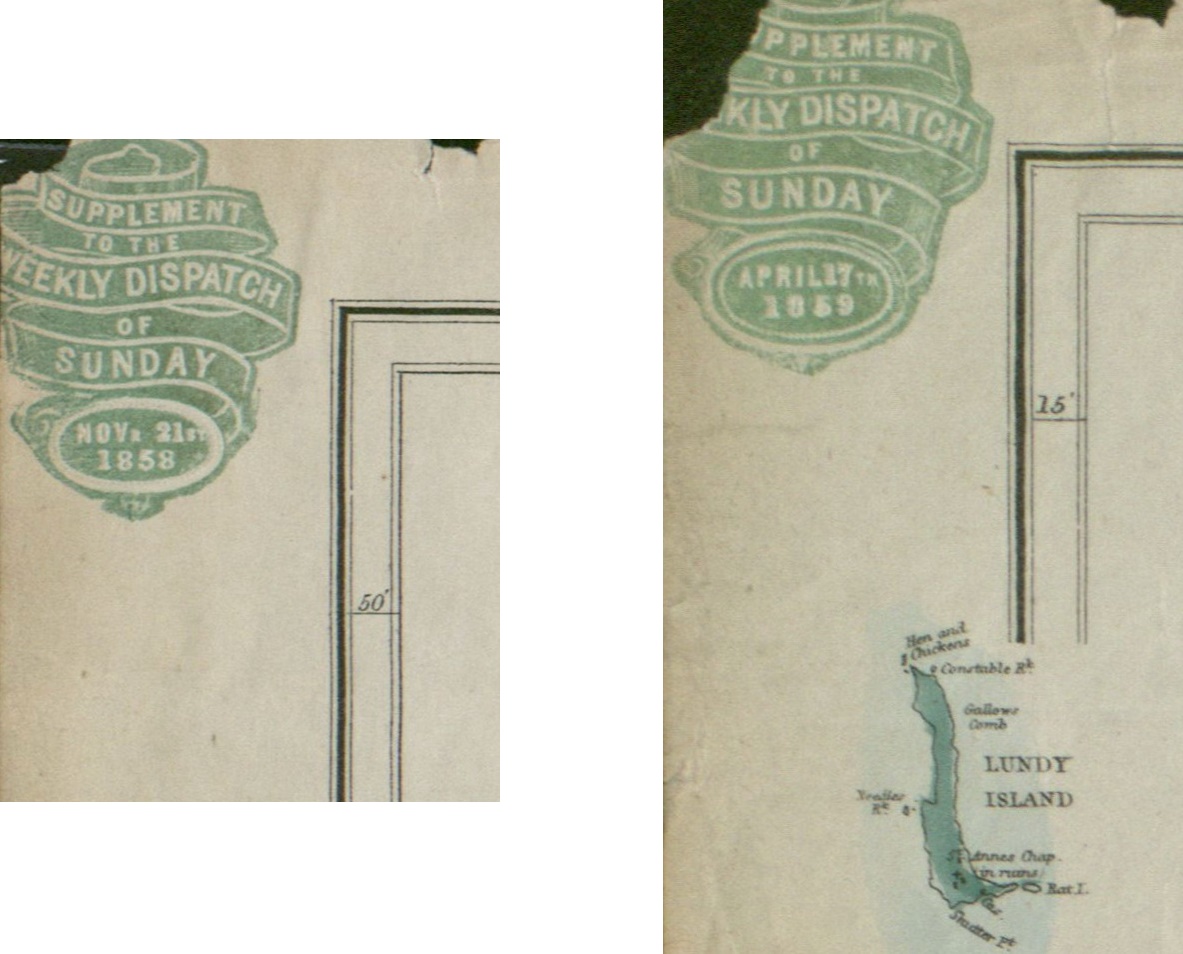 SUPPLEMENT
TO THE
WEEKLY DISPATCH
OF
SUNDAY
NOVR 21ST
1858
50'
PPLEMENT
TO THE
KLY DISPATCH
OF
SUNDAY
APRIL 17TH
1859
15'
Hen and
Chickens
Constable Rk.
Gallows
Comb
LUNDY
ISLAND
Needles
Rk.
St. Annes Chap.
(in ruins)
Rat I.
Cas.
Shutter Pt.